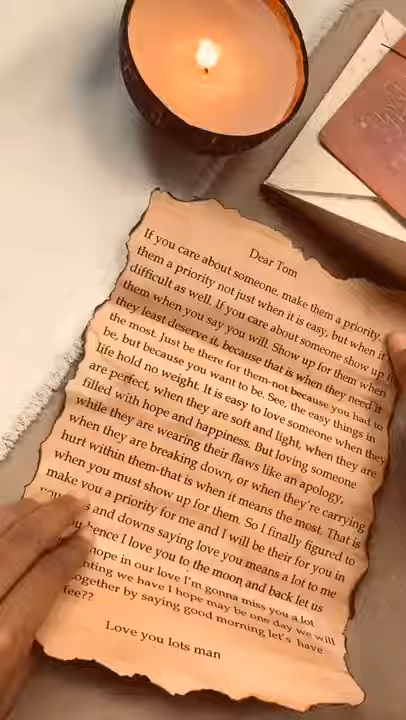 Dear Tom
If you care about someone, make them a priority.
them a priority not just when it is easy, but when it
difficult as well. If you care about someone show up
them when you say you will. Show up for them when
they least deserve it, because that is when they need it
the most. Just be there for them-not because you had to
be, but because you want to be. See, the easy things in
life hold no weight. It is easy to love someone when they
are perfect, when they are soft and light, when they are
filled with hope and happiness. But loving someone
while they are wearing their flaws like an apology,
when they are breaking down, or when they're carrying
hurt within them-that is when it means the most. That is
when you must show up for them. So I finally figured to
make you a priority for me and I will be their for you in
and downs saying love you means a lot to me
hence I love you to the moon and back let us
hope in our love I'm gonna miss you a lot
we have I hope may be one day we will
together by saying good morning let's have
fee??
Love you lots man